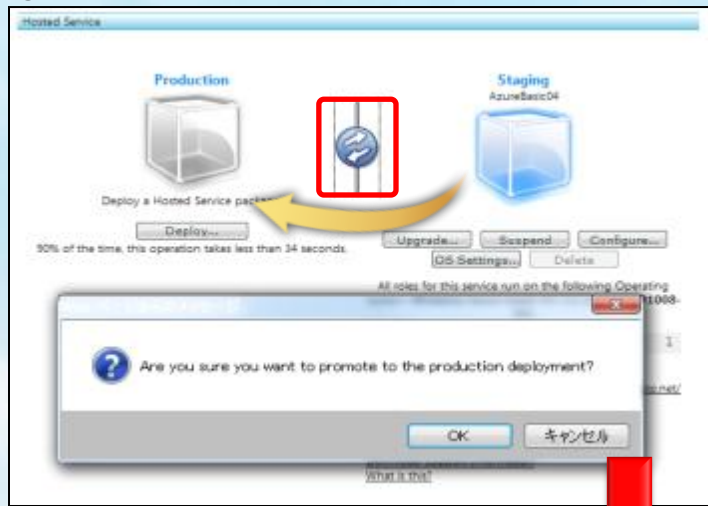 Hosted Service
Production
Staging
AzureBasic04
Deploy a Hosted Service
Deploy...
90% of the time, this operation takes less than 34 seconds.
Upgrade...
Suspend
Configure...
OS Settings...
Delete
All roles for this service run on the following Operating
1
Are you sure you want to promote to the production deployment?
OK
キャンセル
What is this?